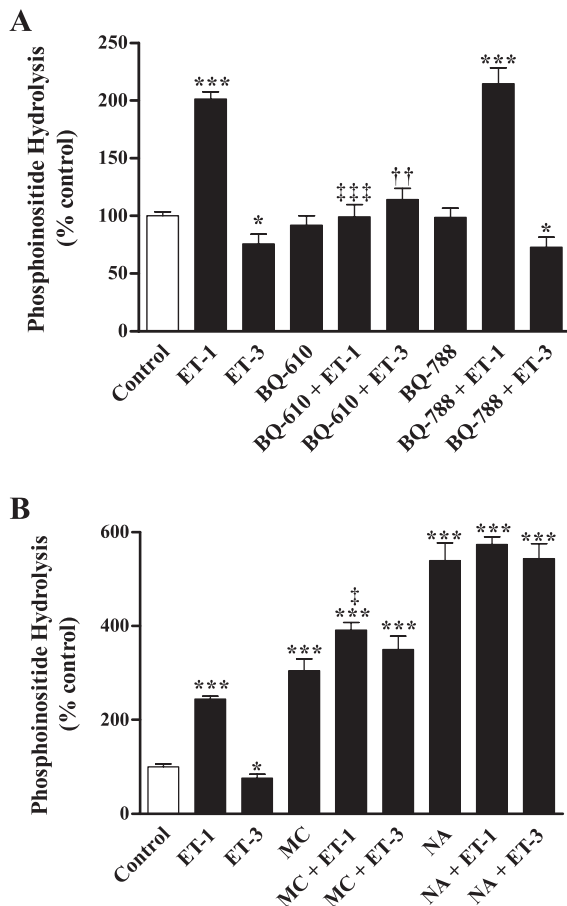 A
Phosphoinositide Hydrolysis
(% control)
250
200
150
100
50
0
***
*
‡‡‡
††
***
*
Control
ET-1
ET-3
BQ-610
BQ-610 + ET-1
BQ-610 + ET-3
BQ-788
BQ-788 + ET-1
BQ-788 + ET-3
B
Phosphoinositide Hydrolysis
(% control)
600
400
200
0
***
*
***
‡
***
***
***
***
***
Control
ET-1
ET-3
MC
MC + ET-1
MC + ET-3
NA
NA + ET-1
NA + ET-3